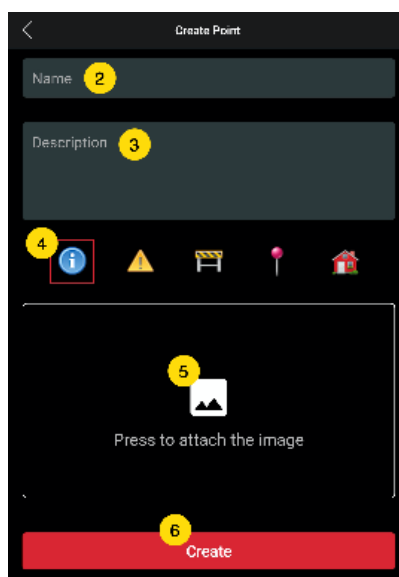 Create Point
Name 2
Description 3
4
i
5
Press to attach the image
6
Create